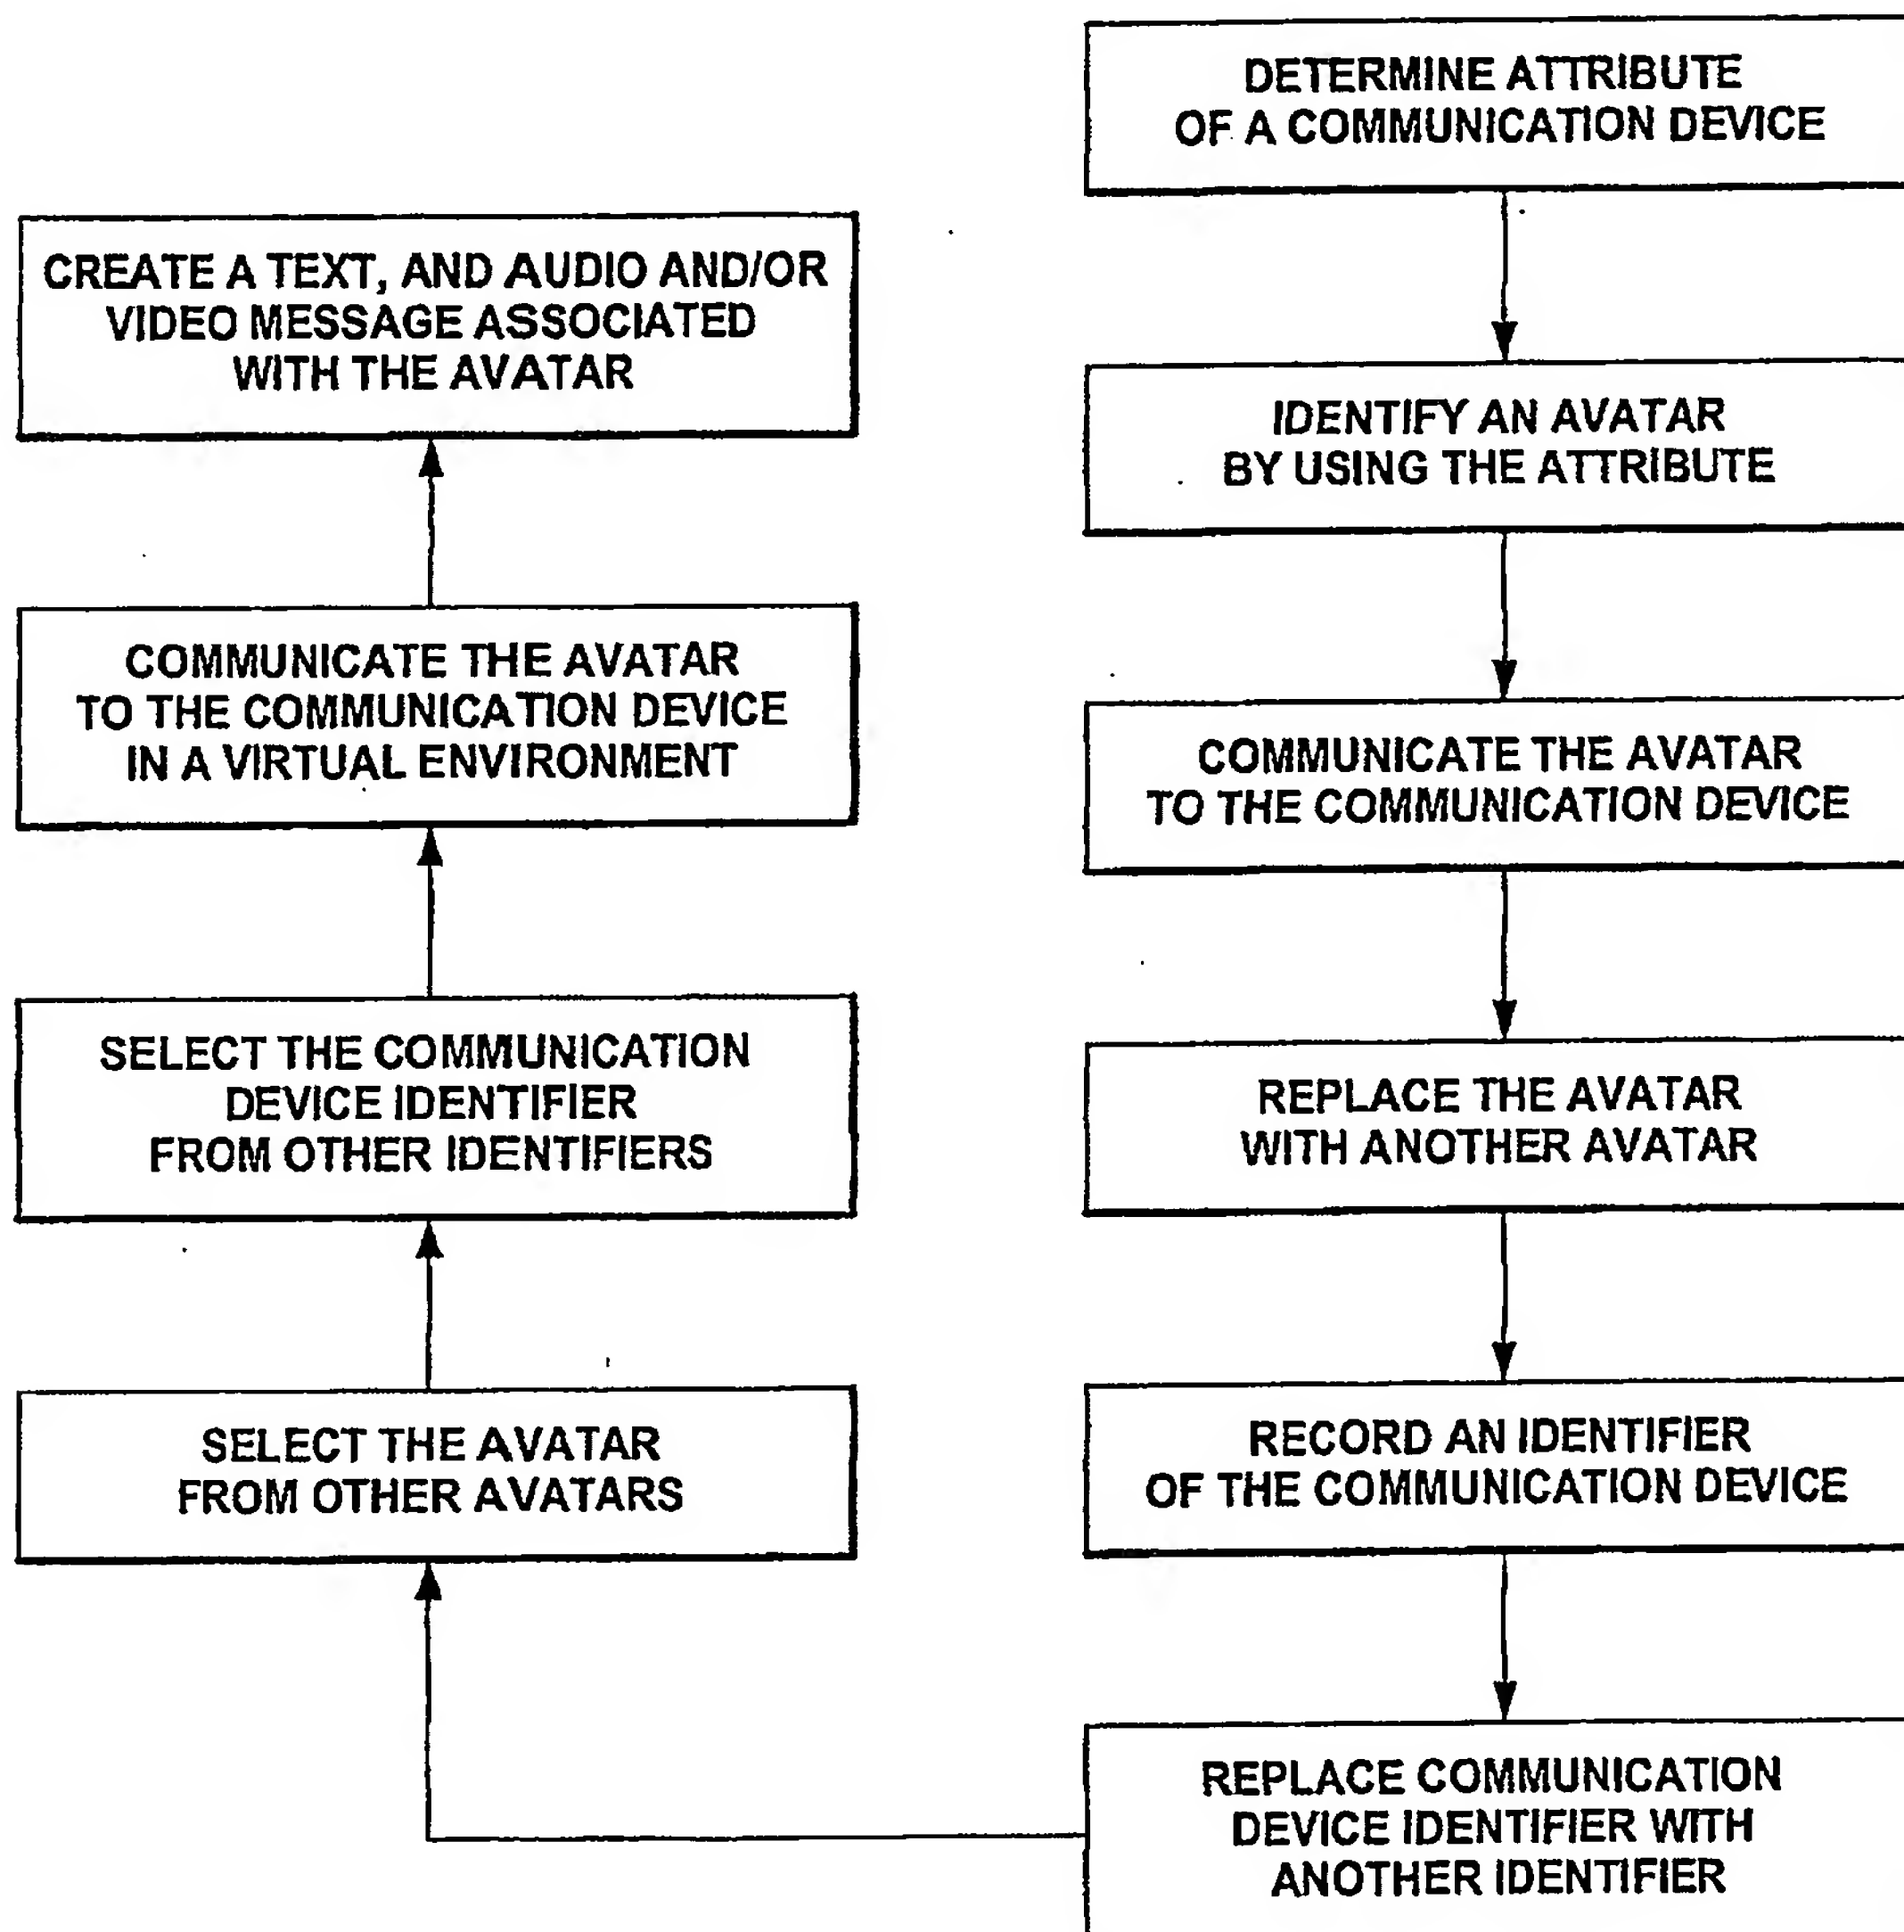 DETERMINE ATTRIBUTE
OF A COMMUNICATION DEVICE
IDENTIFY AN AVATAR
BY USING THE ATTRIBUTE
COMMUNICATE THE AVATAR
TO THE COMMUNICATION DEVICE
REPLACE THE AVATAR
WITH ANOTHER AVATAR
RECORD AN IDENTIFIER
OF THE COMMUNICATION DEVICE
REPLACE COMMUNICATION
DEVICE IDENTIFIER WITH
ANOTHER IDENTIFIER
SELECT THE AVATAR
FROM OTHER AVATARS
SELECT THE COMMUNICATION
DEVICE IDENTIFIER
FROM OTHER IDENTIFIERS
COMMUNICATE THE AVATAR
TO THE COMMUNICATION DEVICE
IN A VIRTUAL ENVIRONMENT
CREATE A TEXT, AND AUDIO AND/OR
VIDEO MESSAGE ASSOCIATED
WITH THE AVATAR